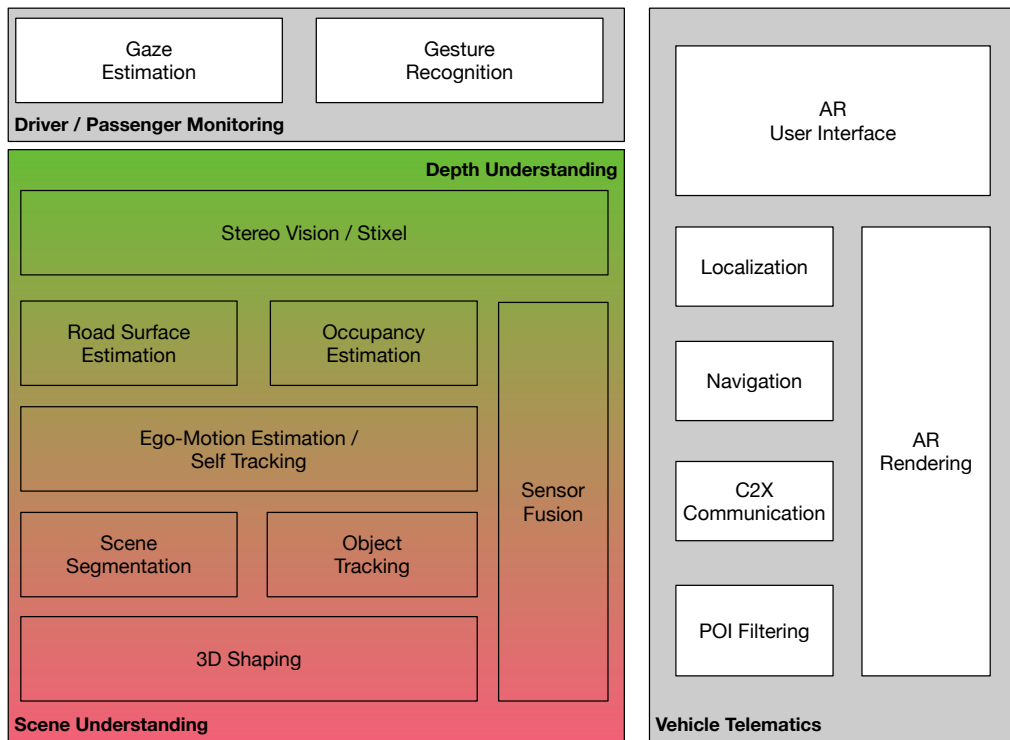 Gaze
Estimation
Gesture
Recognition
Driver / Passenger Monitoring
Depth Understanding
Stereo Vision / Stixel
Road Surface
Estimation
Occupancy
Estimation
Ego-Motion Estimation /
Self Tracking
Sensor
Fusion
Scene
Segmentation
Object
Tracking
3D Shaping
Scene Understanding
AR
User Interface
Localization
Navigation
C2X
Communication
POI Filtering
AR
Rendering
Vehicle Telematics